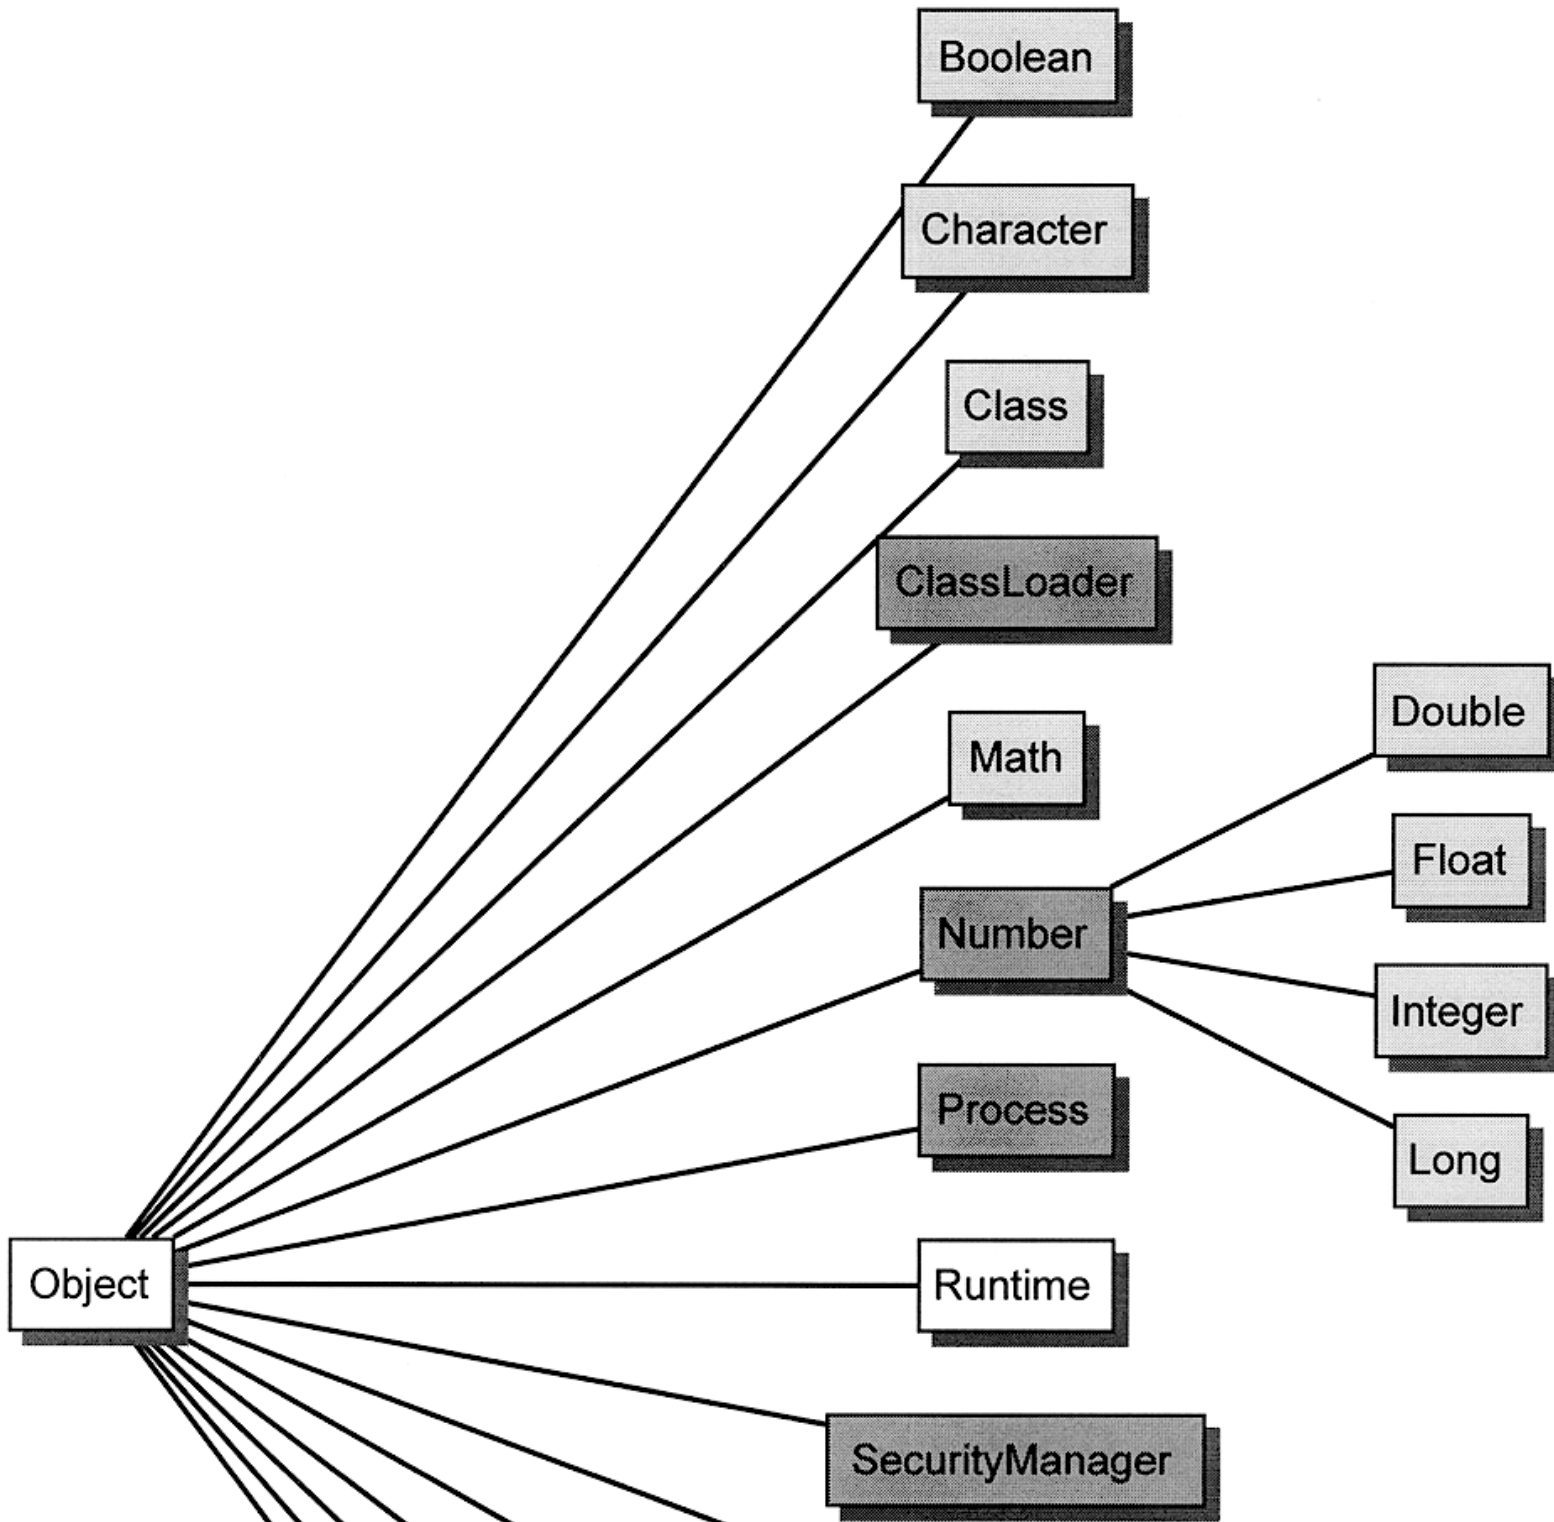 Boolean
Character
Class
ClassLoader
Math
Double
Float
Number
Integer
Process
Long
Object
Runtime
SecurityManager